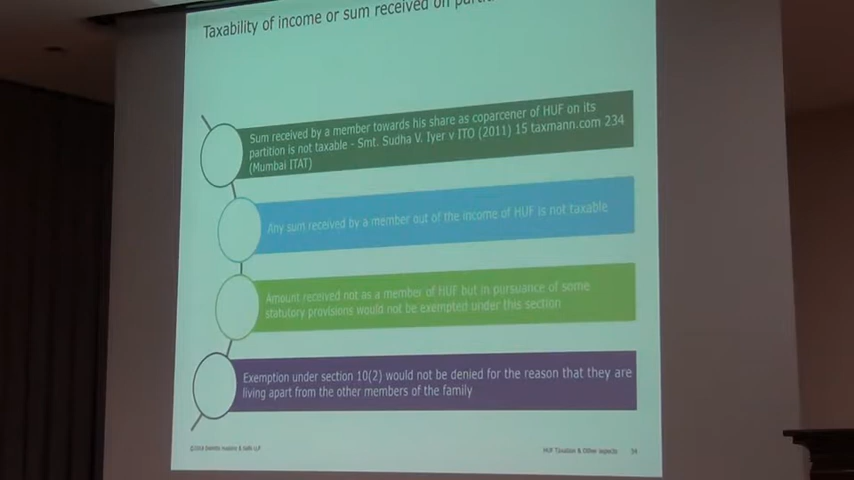 Taxability of income or sum received on
Sum received by a member towards his share as coparcener of HUF on its
partition is not taxable - Smt. Sudha V. Iyer v ITO (2011) 15 taxmann.com 234
(Mumbai ITAT)
Any sum received by a member out of the income of HUF is not taxable
Amount received not as a member of HUF but in pursuance of some
statutory provisions would not be exempted under this section
Exemption under section 10(2) would not be denied for the reason that they are
living apart from the other members of the family
HUF Taxation & Other aspects